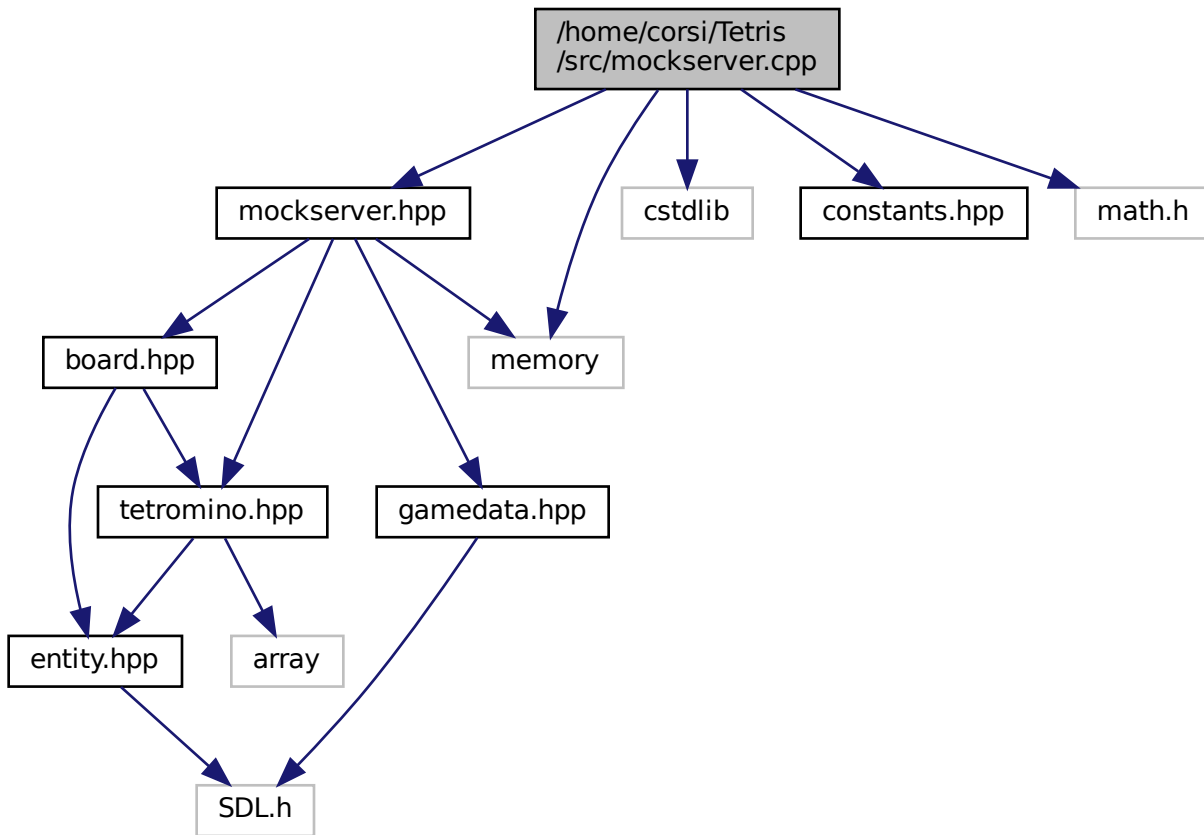 /home/corsi/Tetris
/src/mockserver.cpp
mockserver.hpp
cstdlib
constants.hpp
math.h
board.hpp
memory
tetromino.hpp
gamedata.hpp
entity.hpp
array
SDL.h